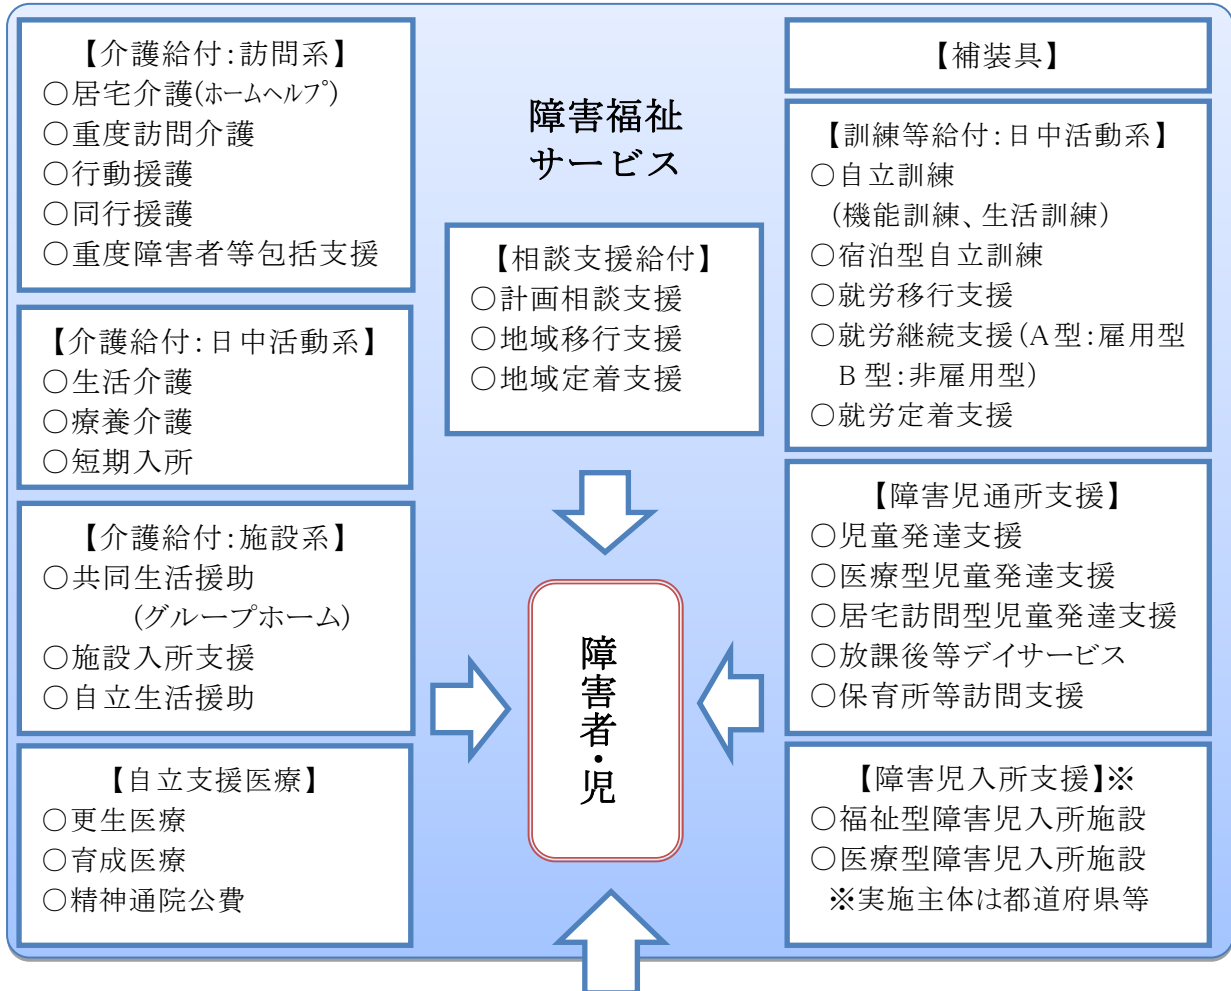 【介護給付:訪問系】
○居宅介護(ホームヘルプ)
○重度訪問介護
○行動援護
○同行援護
○重度障害者等包括支援
【介護給付:日中活動系】
○生活介護
○療養介護
○短期入所
【介護給付:施設系】
○共同生活援助
(グループホーム)
○施設入所支援
○自立生活援助
【自立支援医療】
○更生医療
○育成医療
○精神通院公費
障害福祉
サービス
【相談支援給付】
○計画相談支援
○地域移行支援
○地域定着支援
障害者・児
【補装具】
【訓練等給付:日中活動系】
○自立訓練
(機能訓練、生活訓練)
○宿泊型自立訓練
○就労移行支援
○就労継続支援(A型:雇用型
B型:非雇用型)
○就労定着支援
【障害児通所支援】
○児童発達支援
○医療型児童発達支援
○居宅訪問型児童発達支援
○放課後等デイサービス
○保育所等訪問支援
【障害児入所支援】※
○福祉型障害児入所施設
○医療型障害児入所施設
※実施主体は都道府県等